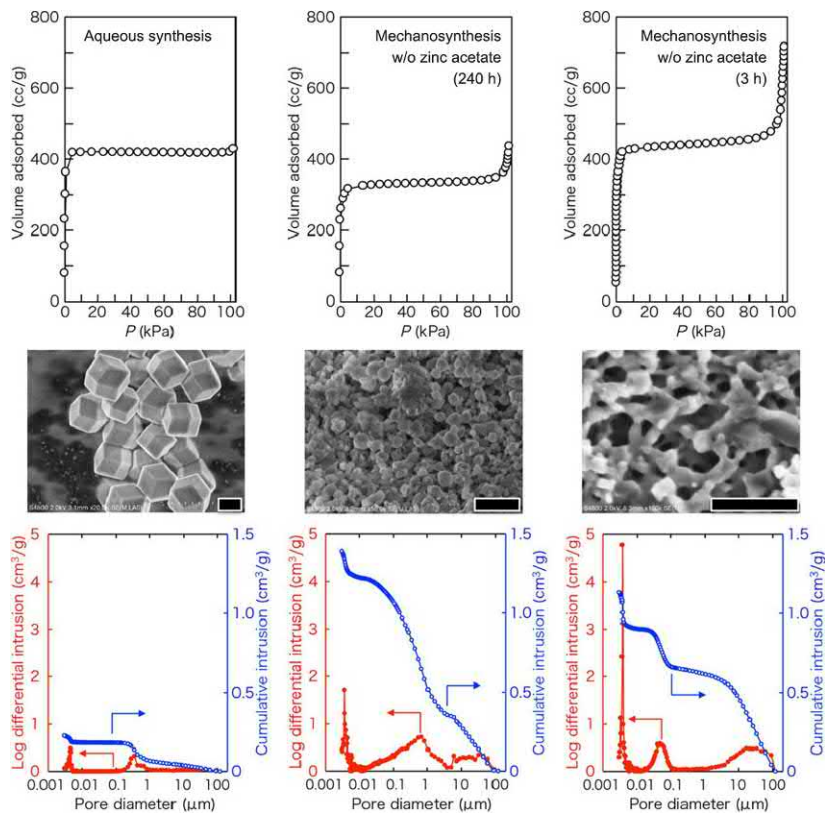 Aqueous synthesis
Volume adsorbed (cc/g)
800
600
400
200
0
0 20 40 60 80 100
P (kPa)
Mechanosynthesis
w/o zinc acetate
(240 h)
Volume adsorbed (cc/g)
800
600
400
200
0
0 20 40 60 80 100
P (kPa)
Mechanosynthesis
w/o zinc acetate
(3 h)
Volume adsorbed (cc/g)
800
600
400
200
0
0 20 40 60 80 100
P (kPa)
Log differential intrusion (cm³/g)
5
4
3
2
1
0
Cumulative intrusion (cm³/g)
1.5
1.0
0.5
0
0.001 0.01 0.1 1 10 100
Pore diameter (μm)
Log differential intrusion (cm³/g)
5
4
3
2
1
0
Cumulative intrusion (cm³/g)
1.5
1.0
0.5
0
0.001 0.01 0.1 1 10 100
Pore diameter (μm)
Log differential intrusion (cm³/g)
5
4
3
2
1
0
Cumulative intrusion (cm³/g)
1.5
1.0
0.5
0
0.001 0.01 0.1 1 10 100
Pore diameter (μm)